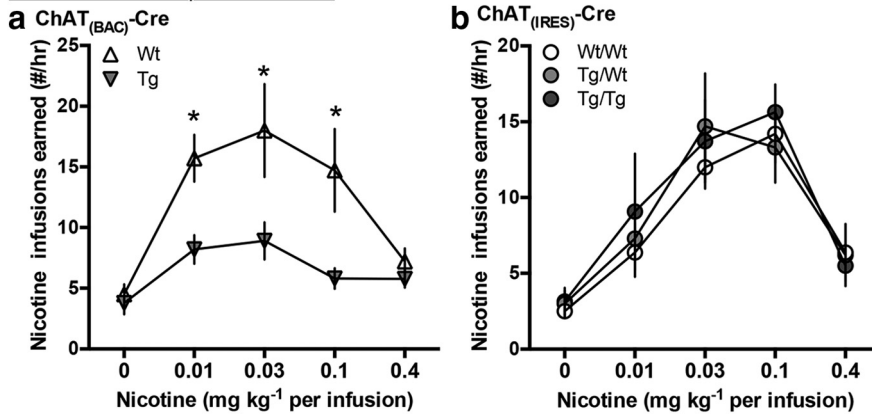 a ChAT(BAC)-Cre
25
20
15
10
5
0
Nicotine infusions earned (#/hr)
Wt
Tg
*
*
*
0 0.01 0.03 0.1 0.4
Nicotine (mg kg-1 per infusion)
b ChAT(IRES)-Cre
20
15
10
5
0
Nicotine infusions earned (#/hr)
Wt/Wt
Tg/Wt
Tg/Tg
0 0.01 0.03 0.1 0.4
Nicotine (mg kg-1 per infusion)